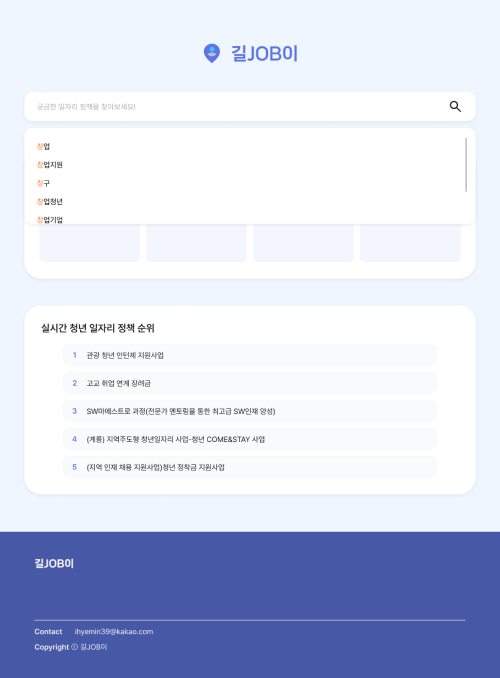 길JOB이
궁금한 일자리 정책을 찾아보세요!
창업
창업지원
창구
창업청년
창업기업
실시간 청년 일자리 정책 순위
1 관광 청년 인턴제 지원사업
2 고교 취업 연계 장려금
3 SW마에스트로 과정(전문가 멘토링을 통한 최고급 SW인재 양성)
4 (계룡) 지역주도형 청년일자리 사업-청년 COME&STAY 사업
5 (지역 인재 채용 지원사업)청년 정착금 지원사업
길JOB이
Contact ihyemin39@kakao.com
Copyright ⓒ 길JOB이